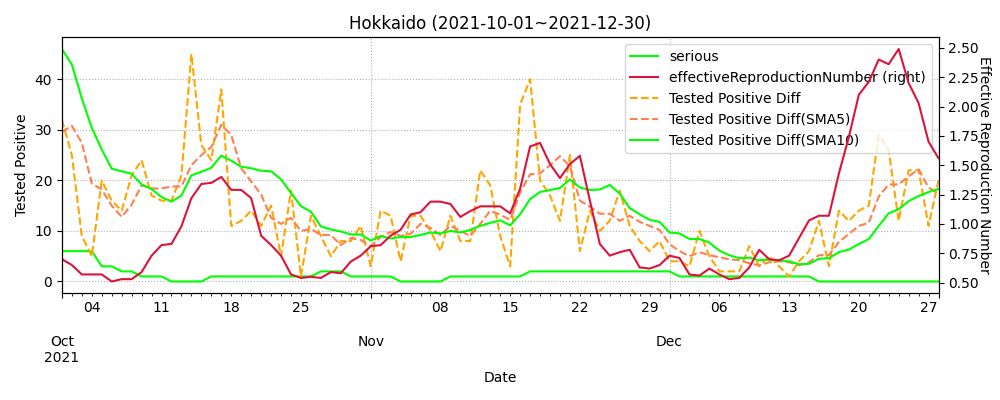 Hokkaido (2021-10-01~2021-12-30)
serious
effectiveReproductionNumber (right)
Tested Positive Diff
Tested Positive Diff(SMA5)
Tested Positive Diff(SMA10)
Tested Positive
40
30
20
10
0
2.50
2.25
2.00
1.75
1.50
1.25
1.00
0.75
0.50
Effective Reproduction Number
04 11 18 25 08 15 22 29 06 13 20 27
Oct Nov Dec
2021
Date